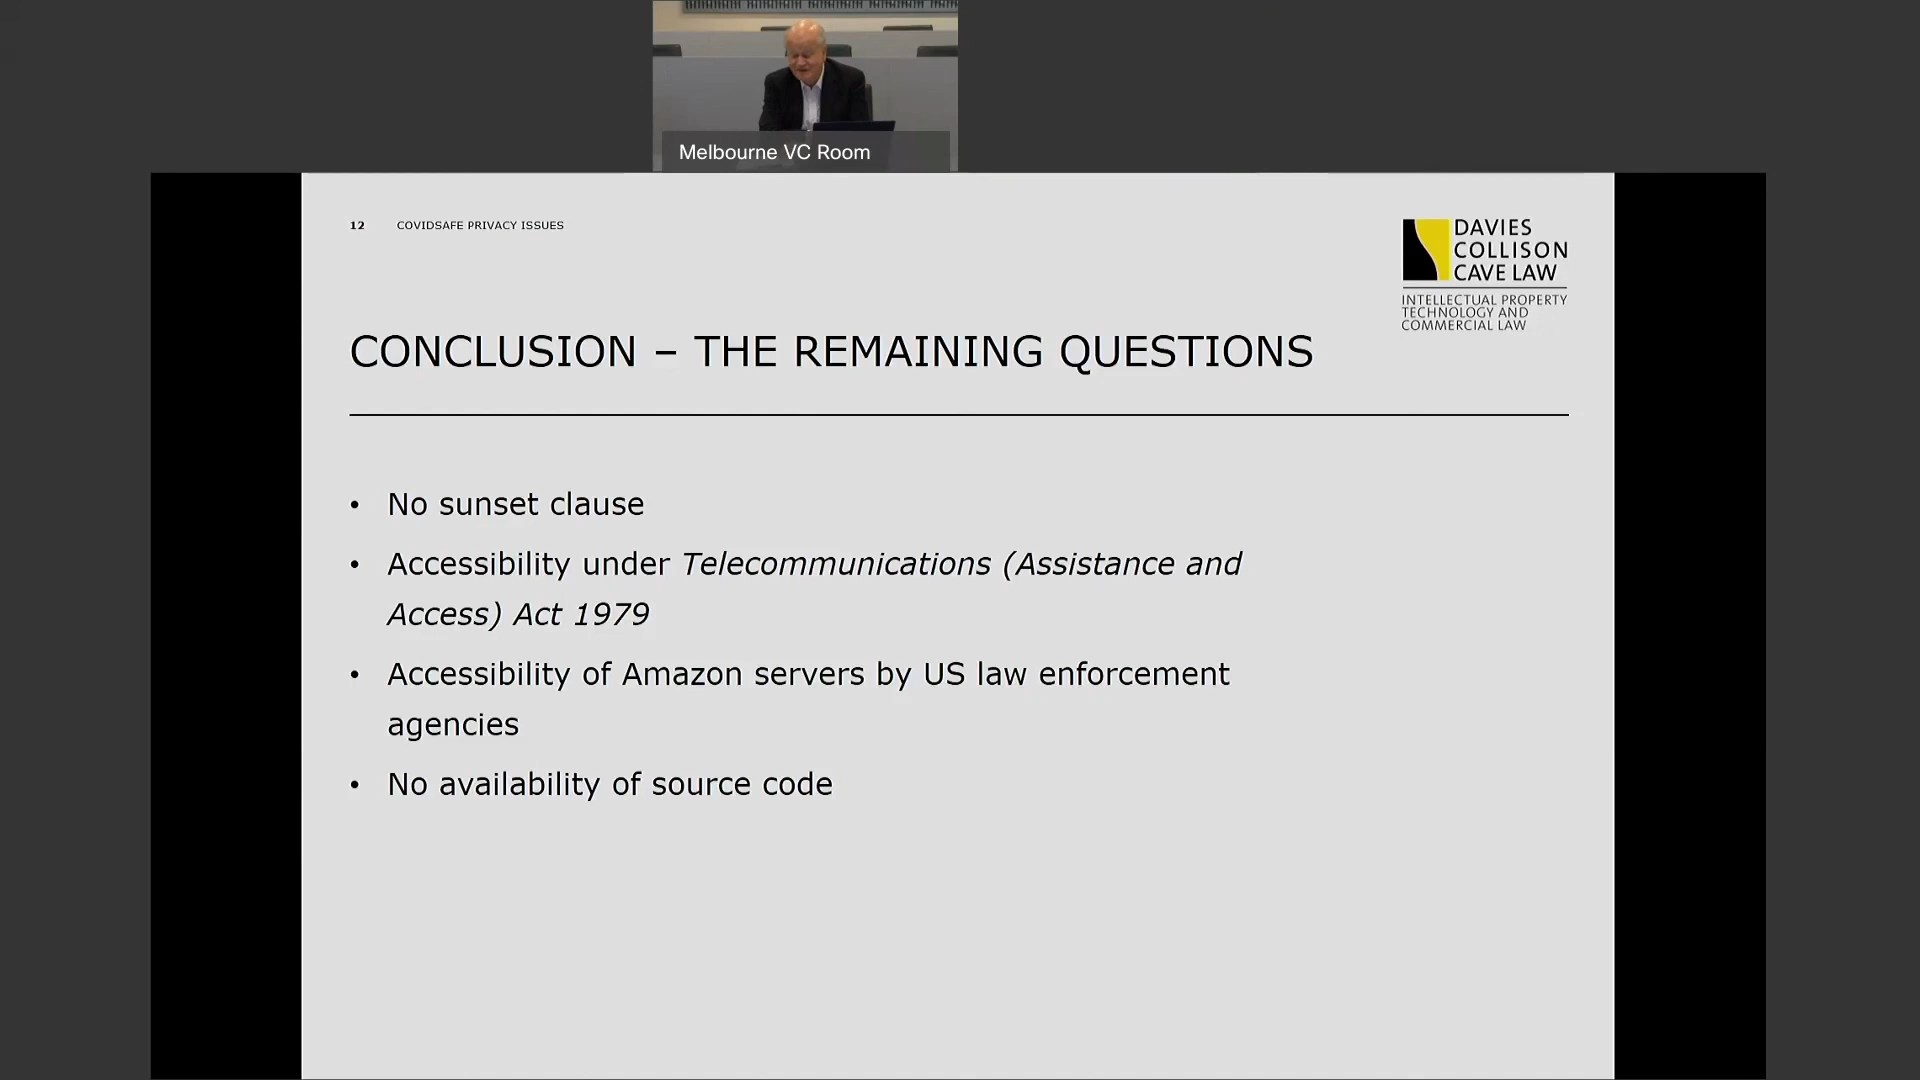 Melbourne VC Room
12 COVIDSAFE PRIVACY ISSUES
DAVIES
COLLISON
CAVE LAW
INTELLECTUAL PROPERTY
TECHNOLOGY AND
COMMERCIAL LAW
CONCLUSION – THE REMAINING QUESTIONS
• No sunset clause
• Accessibility under Telecommunications (Assistance and
Access) Act 1979
• Accessibility of Amazon servers by US law enforcement
agencies
• No availability of source code